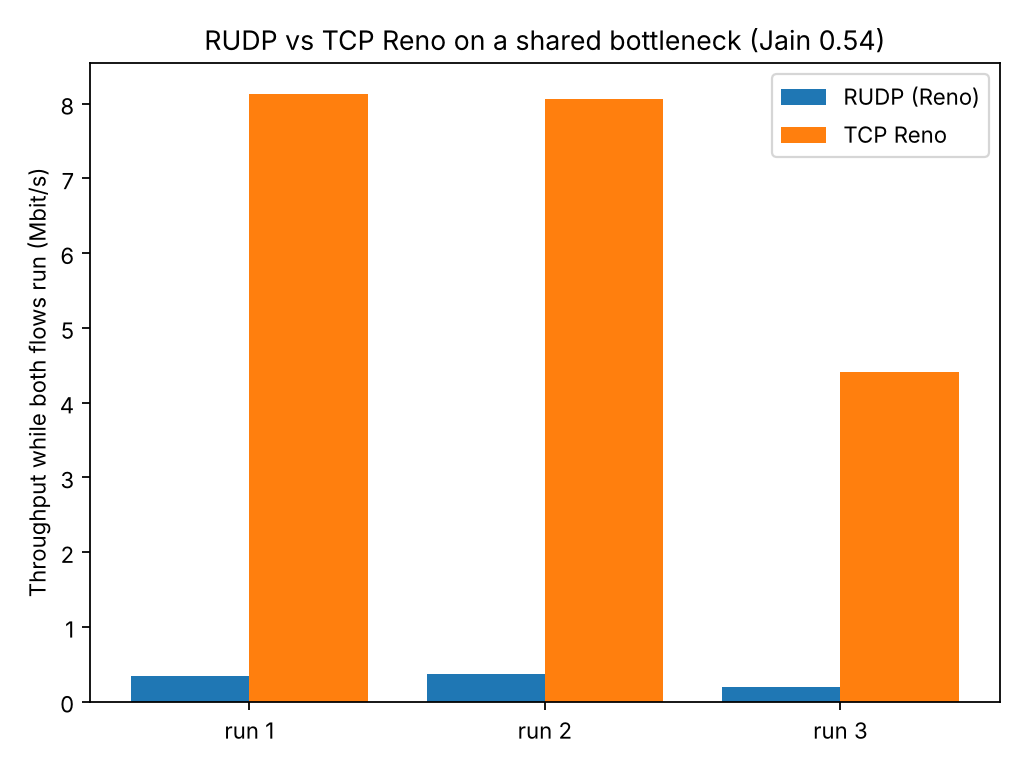 RUDP vs TCP Reno on a shared bottleneck (Jain 0.54)
RUDP (Reno)
TCP Reno
Throughput while both flows run (Mbit/s)
8
7
6
5
4
3
2
1
0
run 1
run 2
run 3